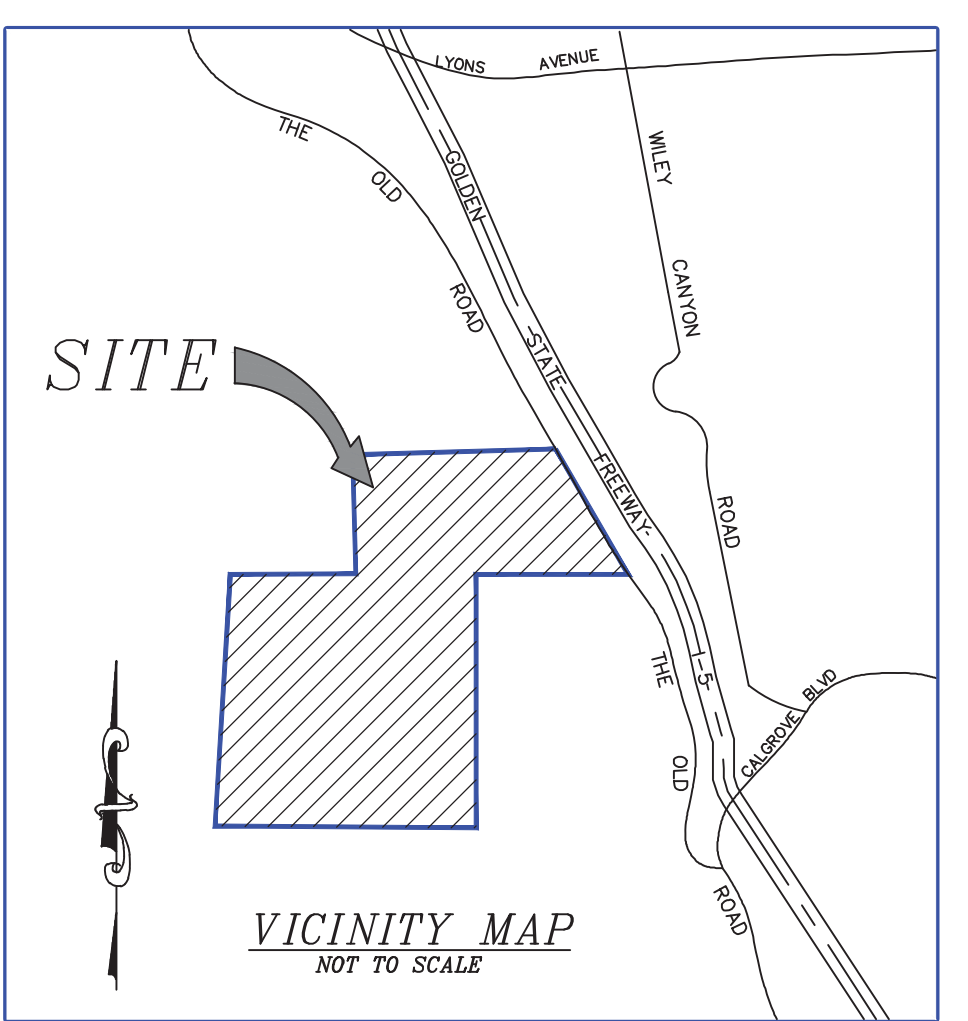 LYONS AVENUE
THE OLD ROAD
WILEY CANYON ROAD
GOLDEN STATE FREEWAY
SITE
I-5
THE OLD ROAD
CALGROVE BLVD
VICINITY MAP
NOT TO SCALE